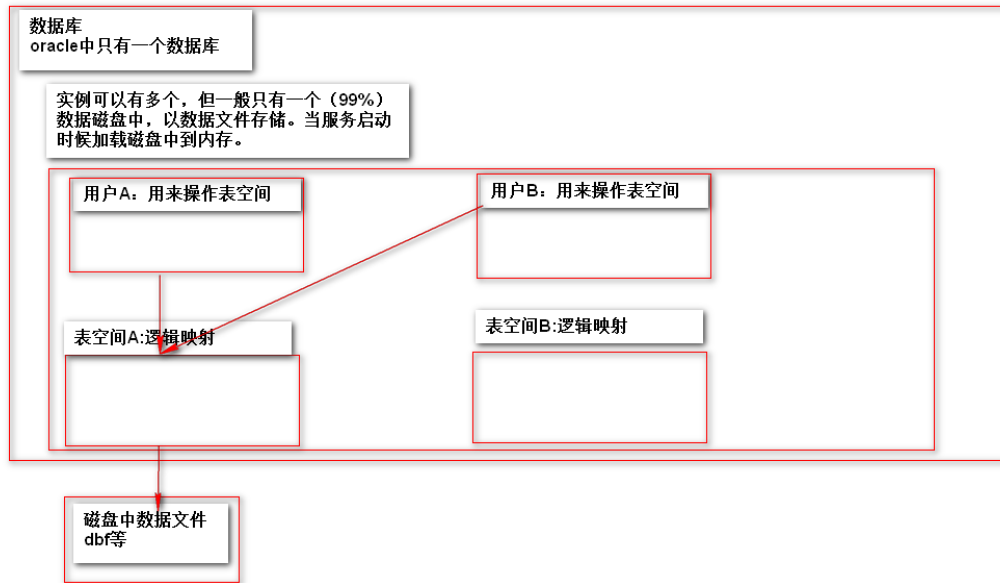 数据库
oracle中只有一个数据库
实例可以有多个，但一般只有一个（99%）
数据磁盘中，以数据文件存储。当服务启动
时候加载磁盘中到内存。
用户A：用来操作表空间
用户B：用来操作表空间
表空间A:逻辑映射
表空间B:逻辑映射
磁盘中数据文件
dbf等